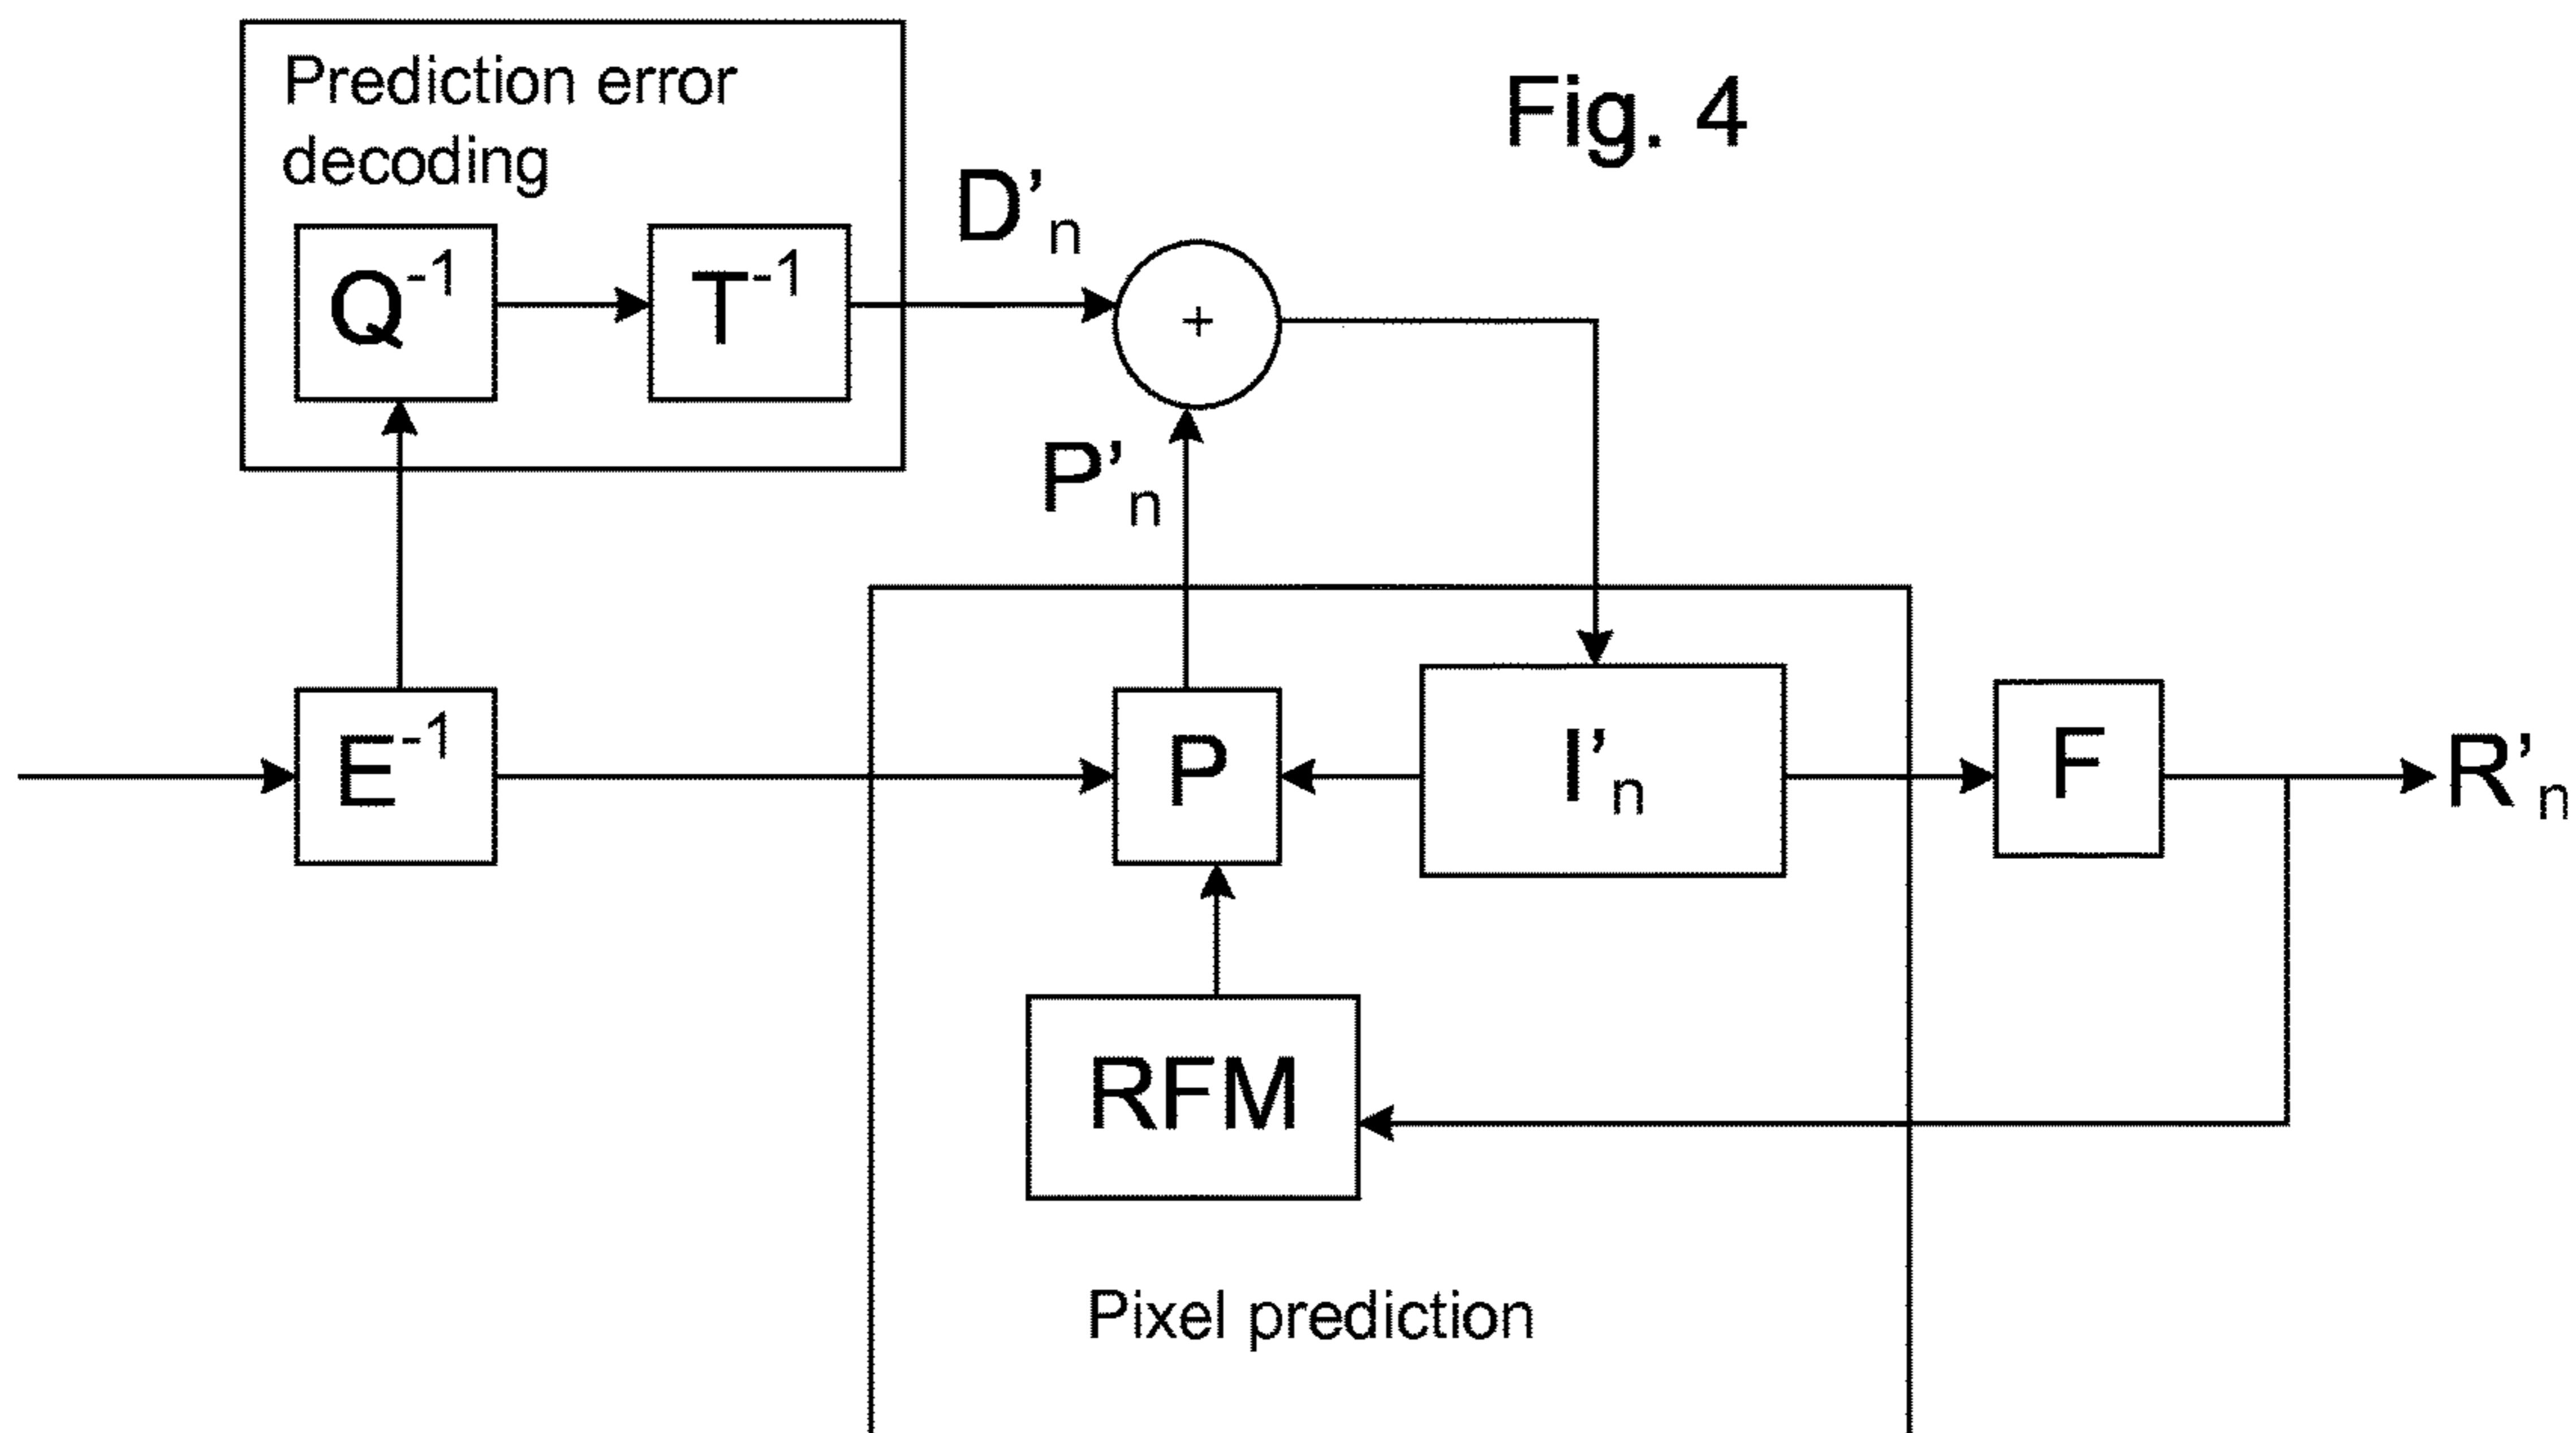 Fig. 4
Prediction error
decoding
Q⁻¹
T⁻¹
D’ₙ
+
P’ₙ
E⁻¹
P
I’ₙ
F
R’ₙ
RFM
Pixel prediction